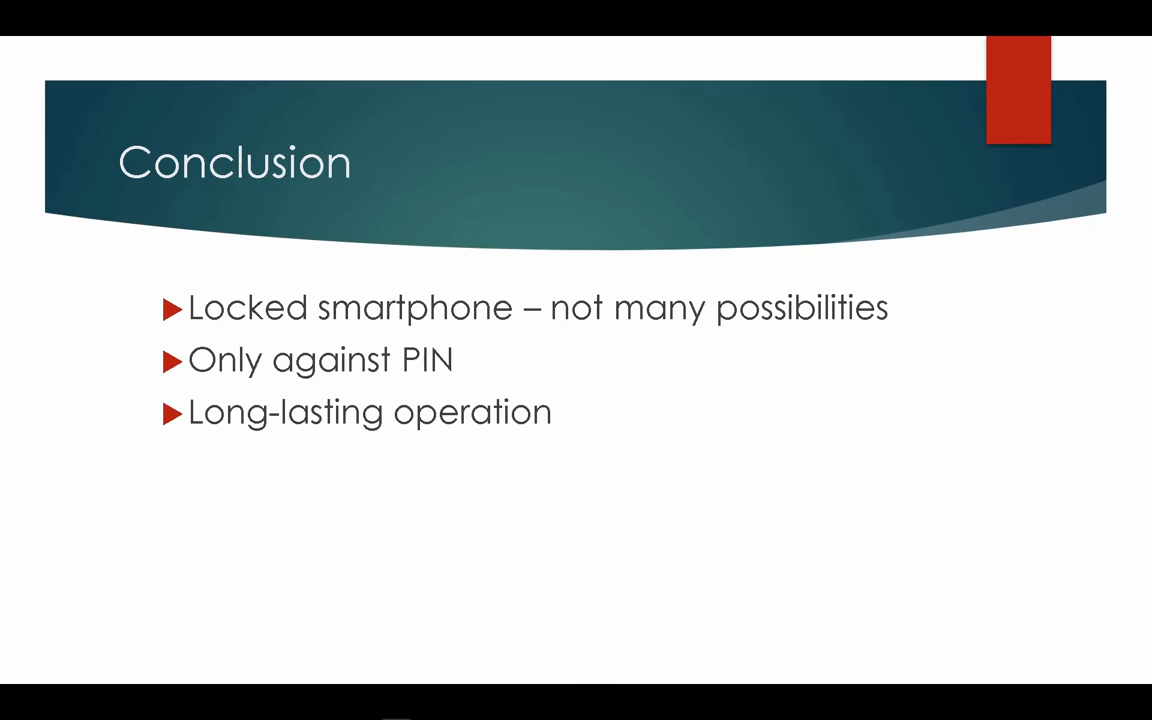 Conclusion
Locked smartphone – not many possibilities
Only against PIN
Long-lasting operation